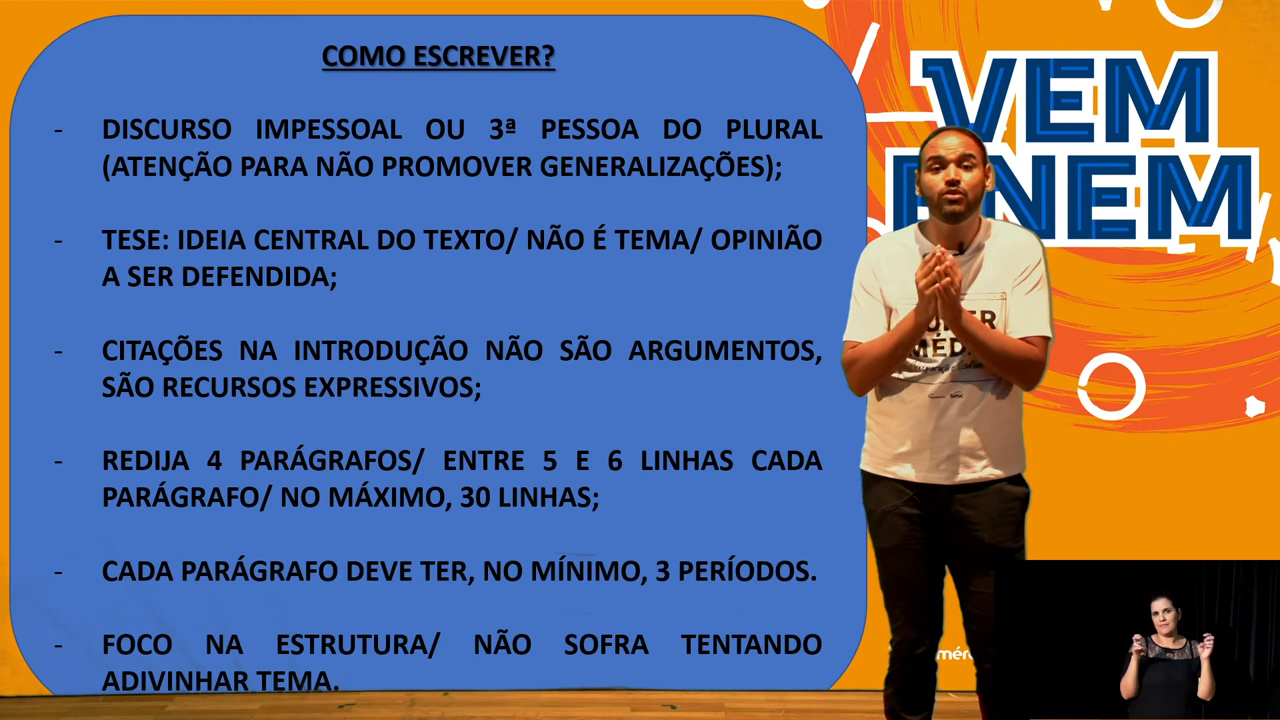 COMO ESCREVER?
- DISCURSO IMPESSOAL OU 3ª PESSOA DO PLURAL
(ATENÇÃO PARA NÃO PROMOVER GENERALIZAÇÕES);
- TESE: IDEIA CENTRAL DO TEXTO/ NÃO É TEMA/ OPINIÃO
A SER DEFENDIDA;
- CITAÇÕES NA INTRODUÇÃO NÃO SÃO ARGUMENTOS,
SÃO RECURSOS EXPRESSIVOS;
- REDIJA 4 PARÁGRAFOS/ ENTRE 5 E 6 LINHAS CADA
PARÁGRAFO/ NO MÁXIMO, 30 LINHAS;
- CADA PARÁGRAFO DEVE TER, NO MÍNIMO, 3 PERÍODOS.
- FOCO NA ESTRUTURA/ NÃO SOFRA TENTANDO
ADIVINHAR TEMA.
VEM
ENEM